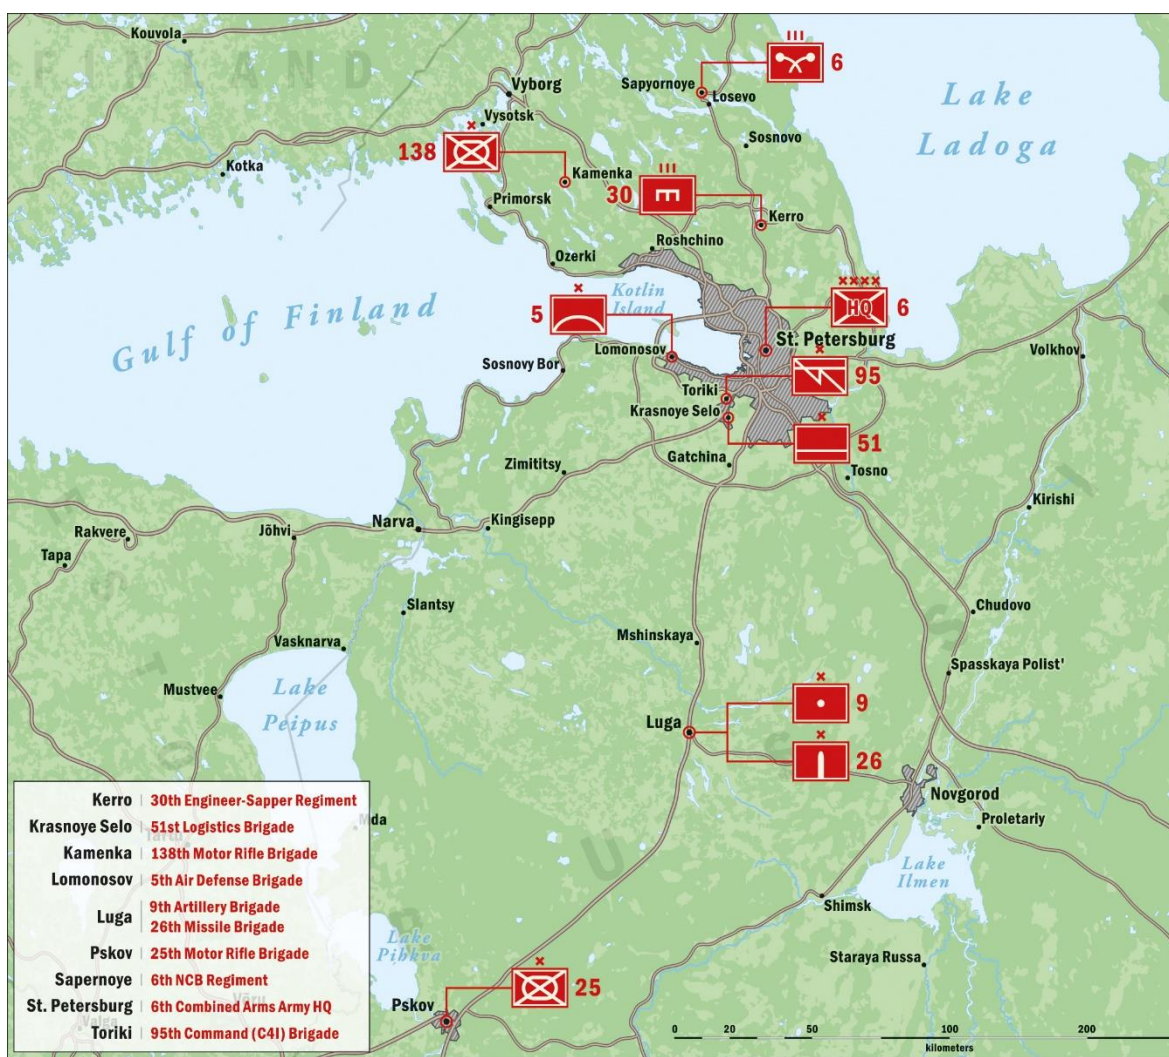 Kouvola
FINLAND
Vyborg
Vysotsk
Kotka
138
Kamenka
Primorsk
Sapyornoye
6
Losevo
Sosnovo
Lake
Ladoga
30
Kerro
Roshchino
Ozerki
Kotlin
Island
Gulf of Finland
5
HQ
6
St. Petersburg
Lomonosov
Sosnovy Bor
Toriki
95
Krasnoye Selo
51
Volkhov
Gatchina
Tosno
Zimititsy
Kirishi
Rakvere
Jõhvi
Narva
Kingisepp
Tapa
Slantsy
Chudovo
Vasknarva
Mshinskaya
Spasskaya Polist'
Mustvee
Lake
Peipus
Luga
9
26
Novgorod
Proletariy
Lake
Ilmen
Shimsk
Staraya Russa
Mda
Tartu
Võru
Valga
Lake
Pihkva
Pskov
25
Kerro 30th Engineer-Sapper Regiment
Krasnoye Selo 51st Logistics Brigade
Kamenka 138th Motor Rifle Brigade
Lomonosov 5th Air Defense Brigade
Luga 9th Artillery Brigade
26th Missile Brigade
Pskov 25th Motor Rifle Brigade
Sapernoye 6th NCB Regiment
St. Petersburg 6th Combined Arms Army HQ
Toriki 95th Command (C4I) Brigade
0 20 50 100 200
kilometers